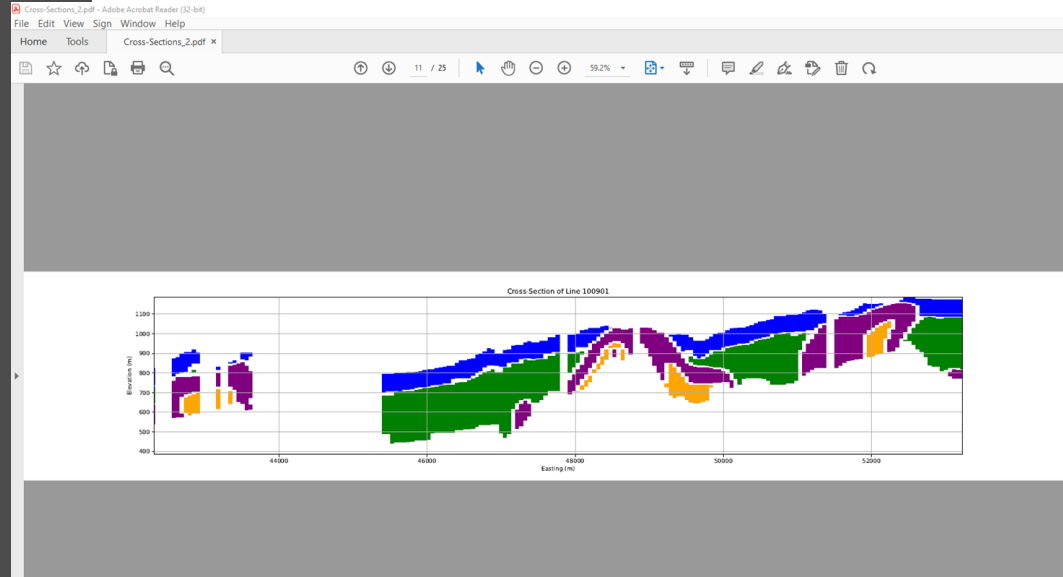 Cross-Sections_2.pdf - Adobe Acrobat Reader (32-bit)
File Edit View Sign Window Help
Home Tools Cross-Sections_2.pdf ×
11 / 25 59.2%
Cross-Section of Line 100901
Elevation (m)
1100
1000
900
800
700
600
500
400
44000 46000 48000 50000 52000
Easting (m)